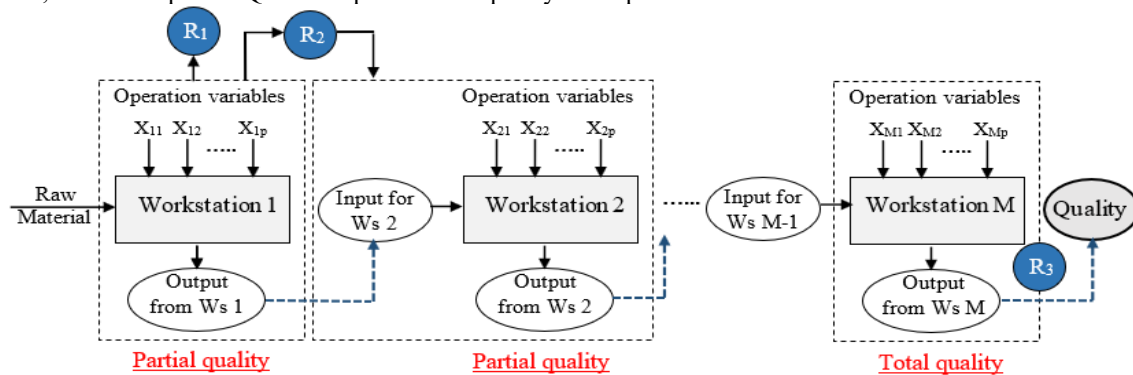 R1
R2
Operation variables
X11 X12 ..... X1p
Raw
Material
Workstation 1
Output
from Ws 1
Partial quality
Input for
Ws 2
Operation variables
X21 X22 ..... X2p
Workstation 2
Output
from Ws 2
Partial quality
......
Input for
Ws M-1
Operation variables
XM1 XM2 ..... XMp
Workstation M
Output
from Ws M
R3
Quality
Total quality